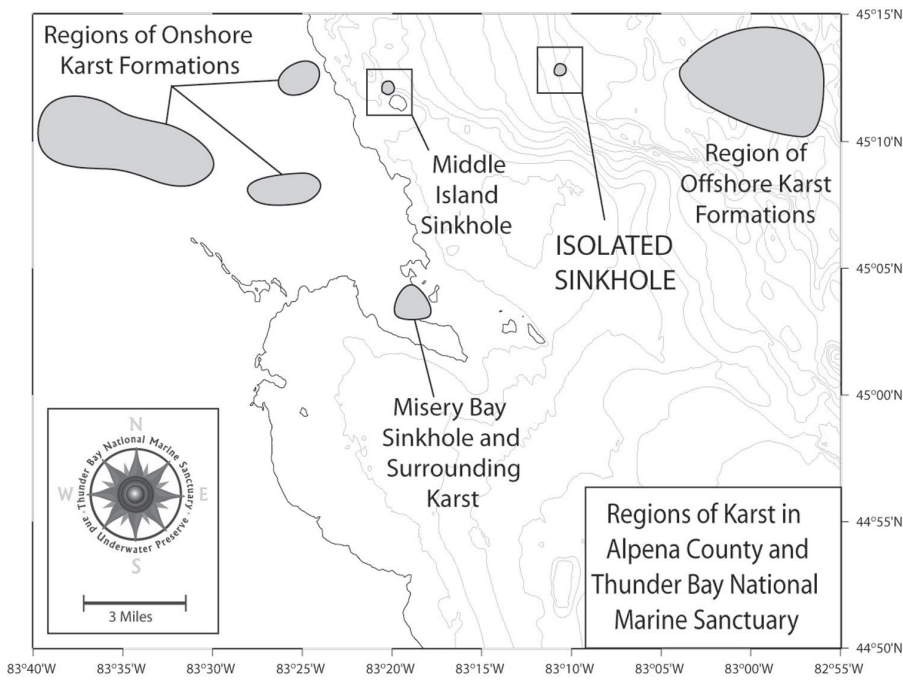 Regions of Onshore
Karst Formations
Middle
Island
Sinkhole
ISOLATED
SINKHOLE
Region of
Offshore Karst
Formations
Misery Bay
Sinkhole and
Surrounding
Karst
N
W
E
S
Thunder Bay National Marine Sanctuary
and Underwater Preserve
3 Miles
Regions of Karst in
Alpena County and
Thunder Bay National
Marine Sanctuary
45°15'N
45°10'N
45°05'N
45°00'N
44°55'N
44°50'N
83°40'W
83°35'W
83°30'W
83°25'W
83°20'W
83°15'W
83°10'W
83°05'W
83°00'W
82°55'W